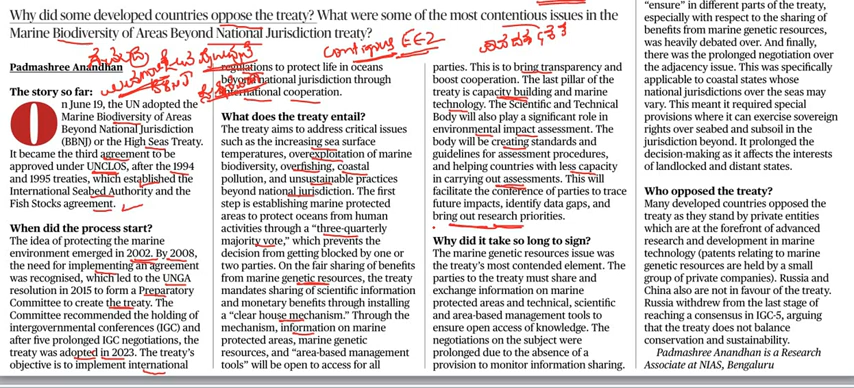 Why did some developed countries oppose the treaty? What were some of the most contentious issues in the
Marine Biodiversity of Areas Beyond National Jurisdiction treaty?
contiguous EEZ
Padmashree Anandhan
The story so far:
On June 19, the UN adopted the
Marine Biodiversity of Areas
Beyond National Jurisdiction
(BBNJ) or the High Seas Treaty.
It became the third agreement to be
approved under UNCLOS, after the 1994
and 1995 treaties, which established the
International Seabed Authority and the
Fish Stocks agreement.
When did the process start?
The idea of protecting the marine
environment emerged in 2002. By 2008,
the need for implementing an agreement
was recognised, which led to the UNGA
resolution in 2015 to form a Preparatory
Committee to create the treaty. The
Committee recommended the holding of
intergovernmental conferences (IGC) and
after five prolonged IGC negotiations, the
treaty was adopted in 2023. The treaty's
objective is to implement international
regulations to protect life in oceans
beyond national jurisdiction through
international cooperation.
What does the treaty entail?
The treaty aims to address critical issues
such as the increasing sea surface
temperatures, overexploitation of marine
biodiversity, overfishing, coastal
pollution, and unsustainable practices
beyond national jurisdiction. The first
step is establishing marine protected
areas to protect oceans from human
activities through a “three-quarterly
majority vote,” which prevents the
decision from getting blocked by one or
two parties. On the fair sharing of benefits
from marine genetic resources, the treaty
mandates sharing of scientific information
and monetary benefits through installing
a “clear house mechanism.” Through the
mechanism, information on marine
protected areas, marine genetic
resources, and “area-based management
tools” will be open to access for all
parties. This is to bring transparency and
boost cooperation. The last pillar of the
treaty is capacity building and marine
technology. The Scientific and Technical
Body will also play a significant role in
environmental impact assessment. The
body will be creating standards and
guidelines for assessment procedures,
and helping countries with less capacity
in carrying out assessments. This will
facilitate the conference of parties to trace
future impacts, identify data gaps, and
bring out research priorities.
Why did it take so long to sign?
The marine genetic resources issue was
the treaty's most contended element. The
parties to the treaty must share and
exchange information on marine
protected areas and technical, scientific
and area-based management tools to
ensure open access of knowledge. The
negotiations on the subject were
prolonged due to the absence of a
provision to monitor information sharing.
“ensure” in different parts of the treaty,
especially with respect to the sharing of
benefits from marine genetic resources,
was heavily debated over. And finally,
there was the prolonged negotiation over
the adjacency issue. This was specifically
applicable to coastal states whose
national jurisdictions over the seas may
vary. This meant it required special
provisions where it can exercise sovereign
rights over seabed and subsoil in the
jurisdiction beyond. It prolonged the
decision-making as it affects the interests
of landlocked and distant states.
Who opposed the treaty?
Many developed countries opposed the
treaty as they stand by private entities
which are at the forefront of advanced
research and development in marine
technology (patents relating to marine
genetic resources are held by a small
group of private companies). Russia and
China also are not in favour of the treaty.
Russia withdrew from the last stage of
reaching a consensus in IGC-5, arguing
that the treaty does not balance
conservation and sustainability.
Padmashree Anandhan is a Research
Associate at NIAS, Bengaluru